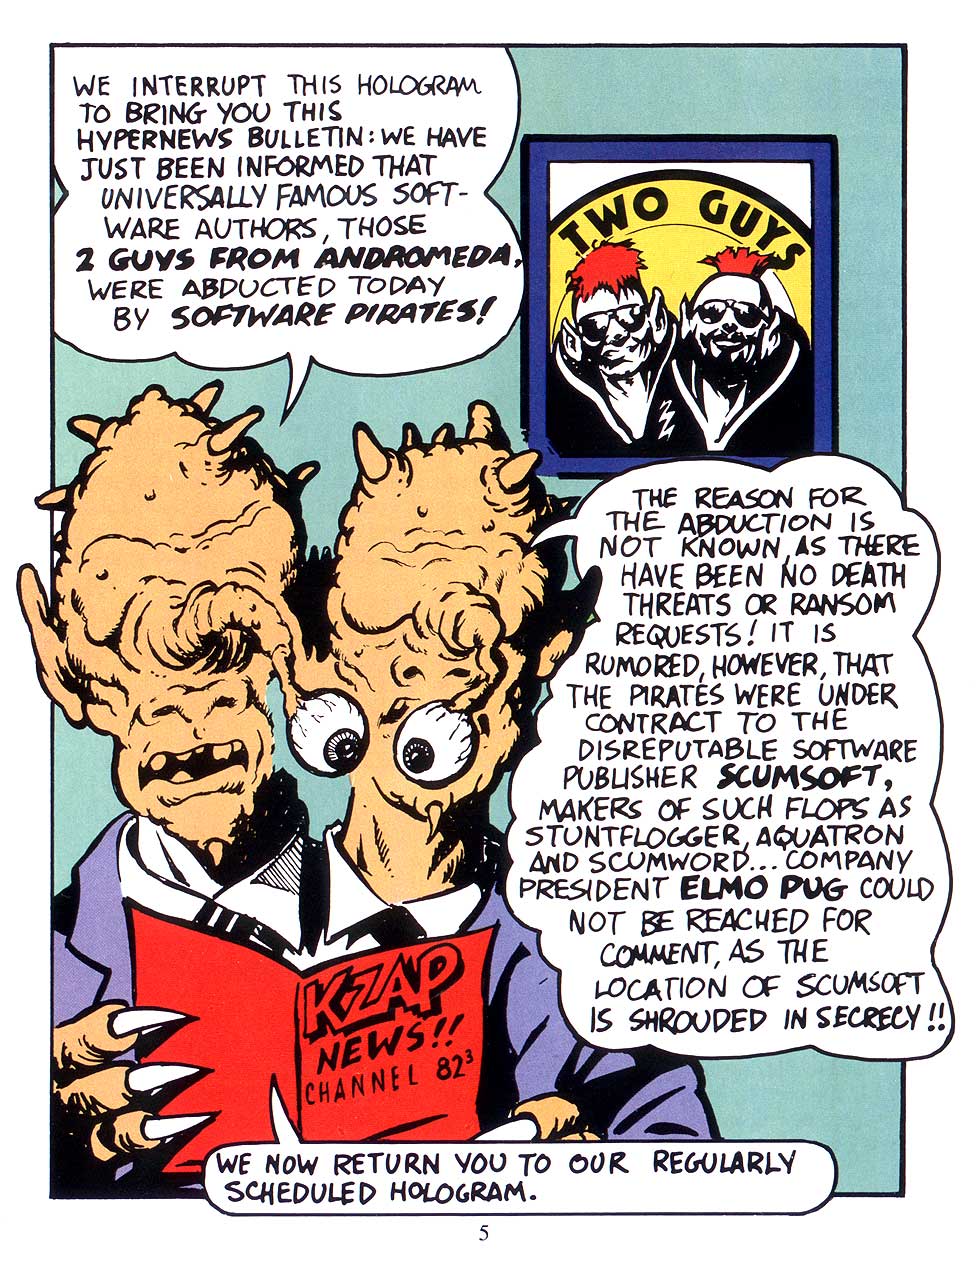 WE INTERRUPT THIS HOLOGRAM
TO BRING YOU THIS
HYPERNEWS BULLETIN: WE HAVE
JUST BEEN INFORMED THAT
UNIVERSALLY FAMOUS SOFT-
WARE AUTHORS, THOSE
2 GUYS FROM ANDROMEDA,
WERE ABDUCTED TODAY
BY SOFTWARE PIRATES!
TWO GUYS
THE REASON FOR
THE ABDUCTION IS
NOT KNOWN, AS THERE
HAVE BEEN NO DEATH
THREATS OR RANSOM
REQUESTS! IT IS
RUMORED, HOWEVER, THAT
THE PIRATES WERE UNDER
CONTRACT TO THE
DISREPUTABLE SOFTWARE
PUBLISHER SCUMSOFT,
MAKERS OF SUCH FLOPS AS
STUNTFLOGGER, AQUATRON
AND SCUMWORD... COMPANY
PRESIDENT ELMO PUG COULD
NOT BE REACHED FOR
COMMENT, AS THE
LOCATION OF SCUMSOFT
IS SHROUDED IN SECRECY!!
KZAP
NEWS!!
CHANNEL 82³
WE NOW RETURN YOU TO OUR REGULARLY
SCHEDULED HOLOGRAM.
5